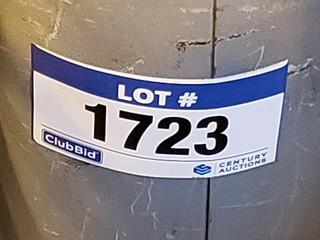 LOT #
1723
ClubBid
CENTURY
AUCTIONS